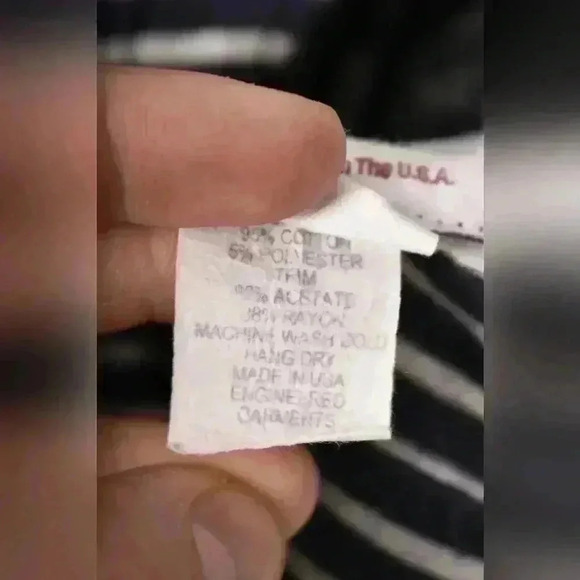 The U.S.A.
95% COTTON
5% POLYESTER
TRIM
ACETATE
RAYON
MACHINE WASH COLD
HANG DRY
MADE IN USA
ENGINEERED
GARMENTS